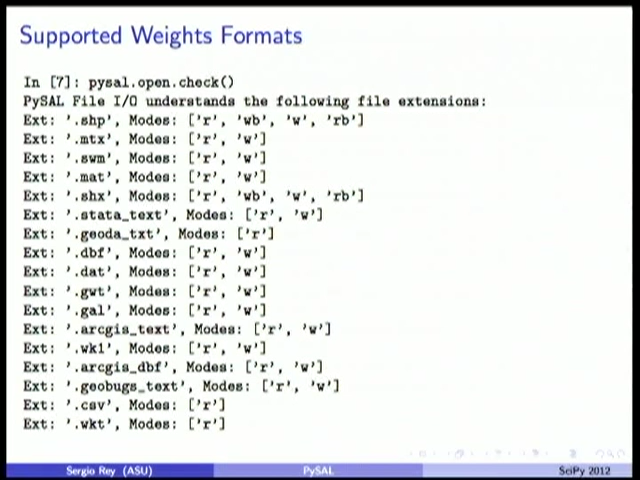 Supported Weights Formats
In [7]: pysal.open.check()
PySAL File I/O understands the following file extensions:
Ext: '.shp', Modes: ['r', 'wb', 'w', 'rb']
Ext: '.mtx', Modes: ['r', 'w']
Ext: '.swm', Modes: ['r', 'w']
Ext: '.mat', Modes: ['r', 'w']
Ext: '.shx', Modes: ['r', 'wb', 'w', 'rb']
Ext: '.stata_text', Modes: ['r', 'w']
Ext: '.geoda_txt', Modes: ['r']
Ext: '.dbf', Modes: ['r', 'w']
Ext: '.dat', Modes: ['r', 'w']
Ext: '.gwt', Modes: ['r', 'w']
Ext: '.gal', Modes: ['r', 'w']
Ext: '.arcgis_text', Modes: ['r', 'w']
Ext: '.wk1', Modes: ['r', 'w']
Ext: '.arcgis_dbf', Modes: ['r', 'w']
Ext: '.geobugs_text', Modes: ['r', 'w']
Ext: '.csv', Modes: ['r']
Ext: '.wkt', Modes: ['r']
Sergio Rey (ASU) PySAL SciPy 2012